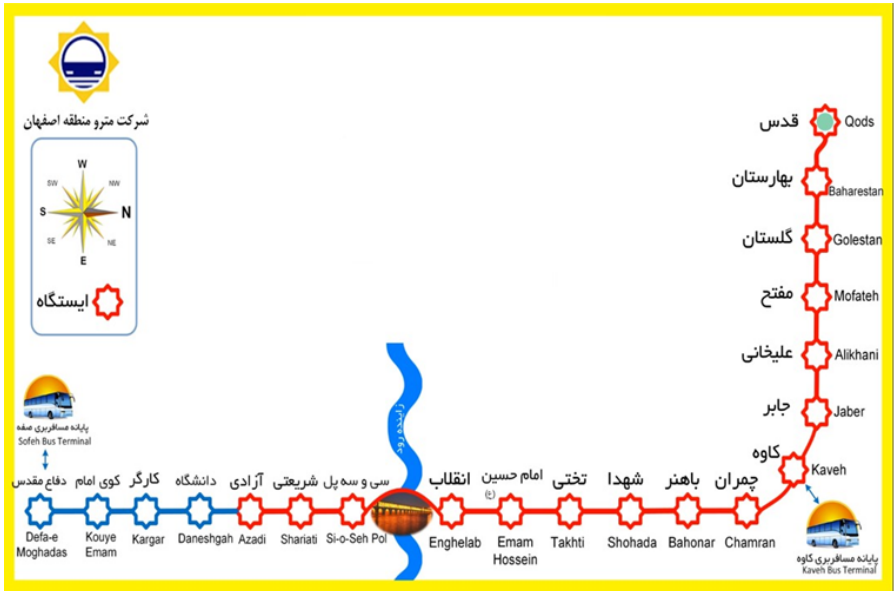 شرکت مترو منطقه اصفهان
W
SW
NW
S
N
SE
NE
E
ایستگاه
قدس
Qods
بهارستان
Baharestan
گلستان
Golestan
مفتح
Mofateh
علیخانی
Alikhani
جابر
Jaber
کاوه
Kaveh
پایانه مسافربری کاوه
Kaveh Bus Terminal
پایانه مسافربری صفه
Sofeh Bus Terminal
زاینده رود
دفاع مقدس
کوی امام
کارگر
دانشگاه
آزادی
شریعتی
سی و سه پل
انقلاب
امام حسین
(ع)
تختی
شهدا
باهنر
چمران
Defa-e
Moghadas
Kouye
Emam
Kargar
Daneshgah
Azadi
Shariati
Si-o-Seh Pol
Enghelab
Emam
Hossein
Takhti
Shohada
Bahonar
Chamran